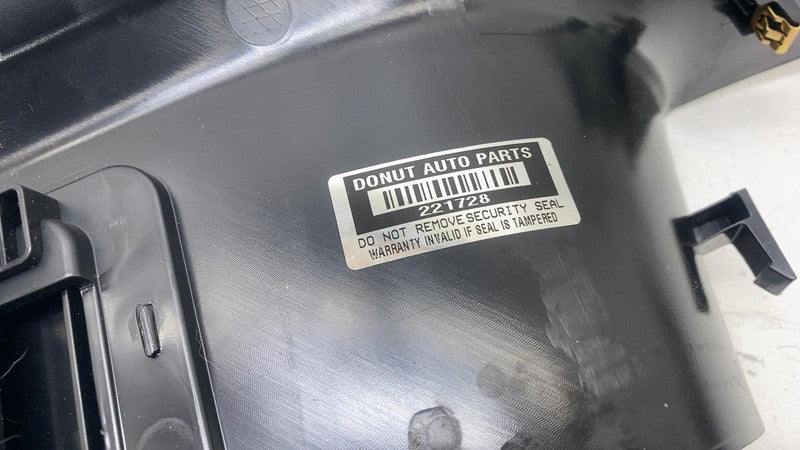 DONUT AUTO PARTS
221728
DO NOT REMOVE SECURITY SEAL
WARRANTY INVALID IF SEAL IS TAMPERED